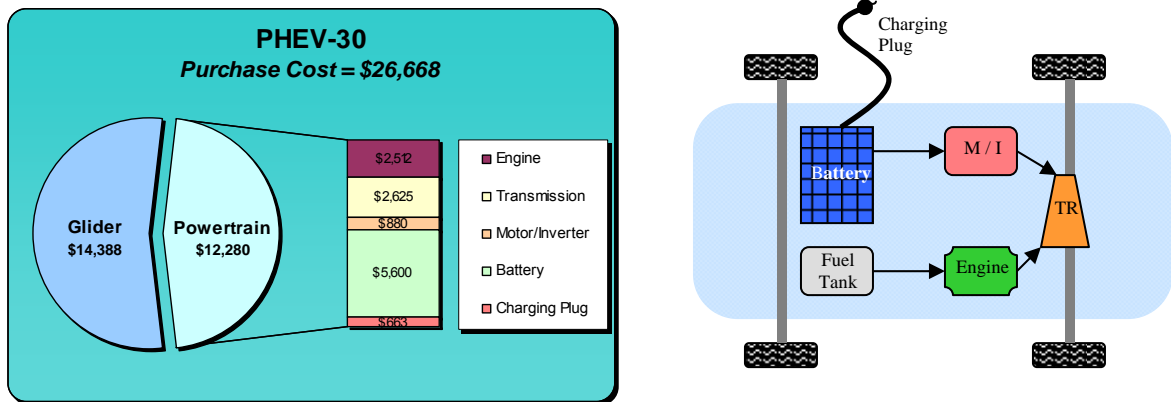 PHEV-30
Purchase Cost = $26,668
Glider
$14,388
Powertrain
$12,280
$2,512
$2,625
$880
$5,600
$663
Engine
Transmission
Motor/Inverter
Battery
Charging Plug
Charging
Plug
Battery
M / I
TR
Fuel
Tank
Engine